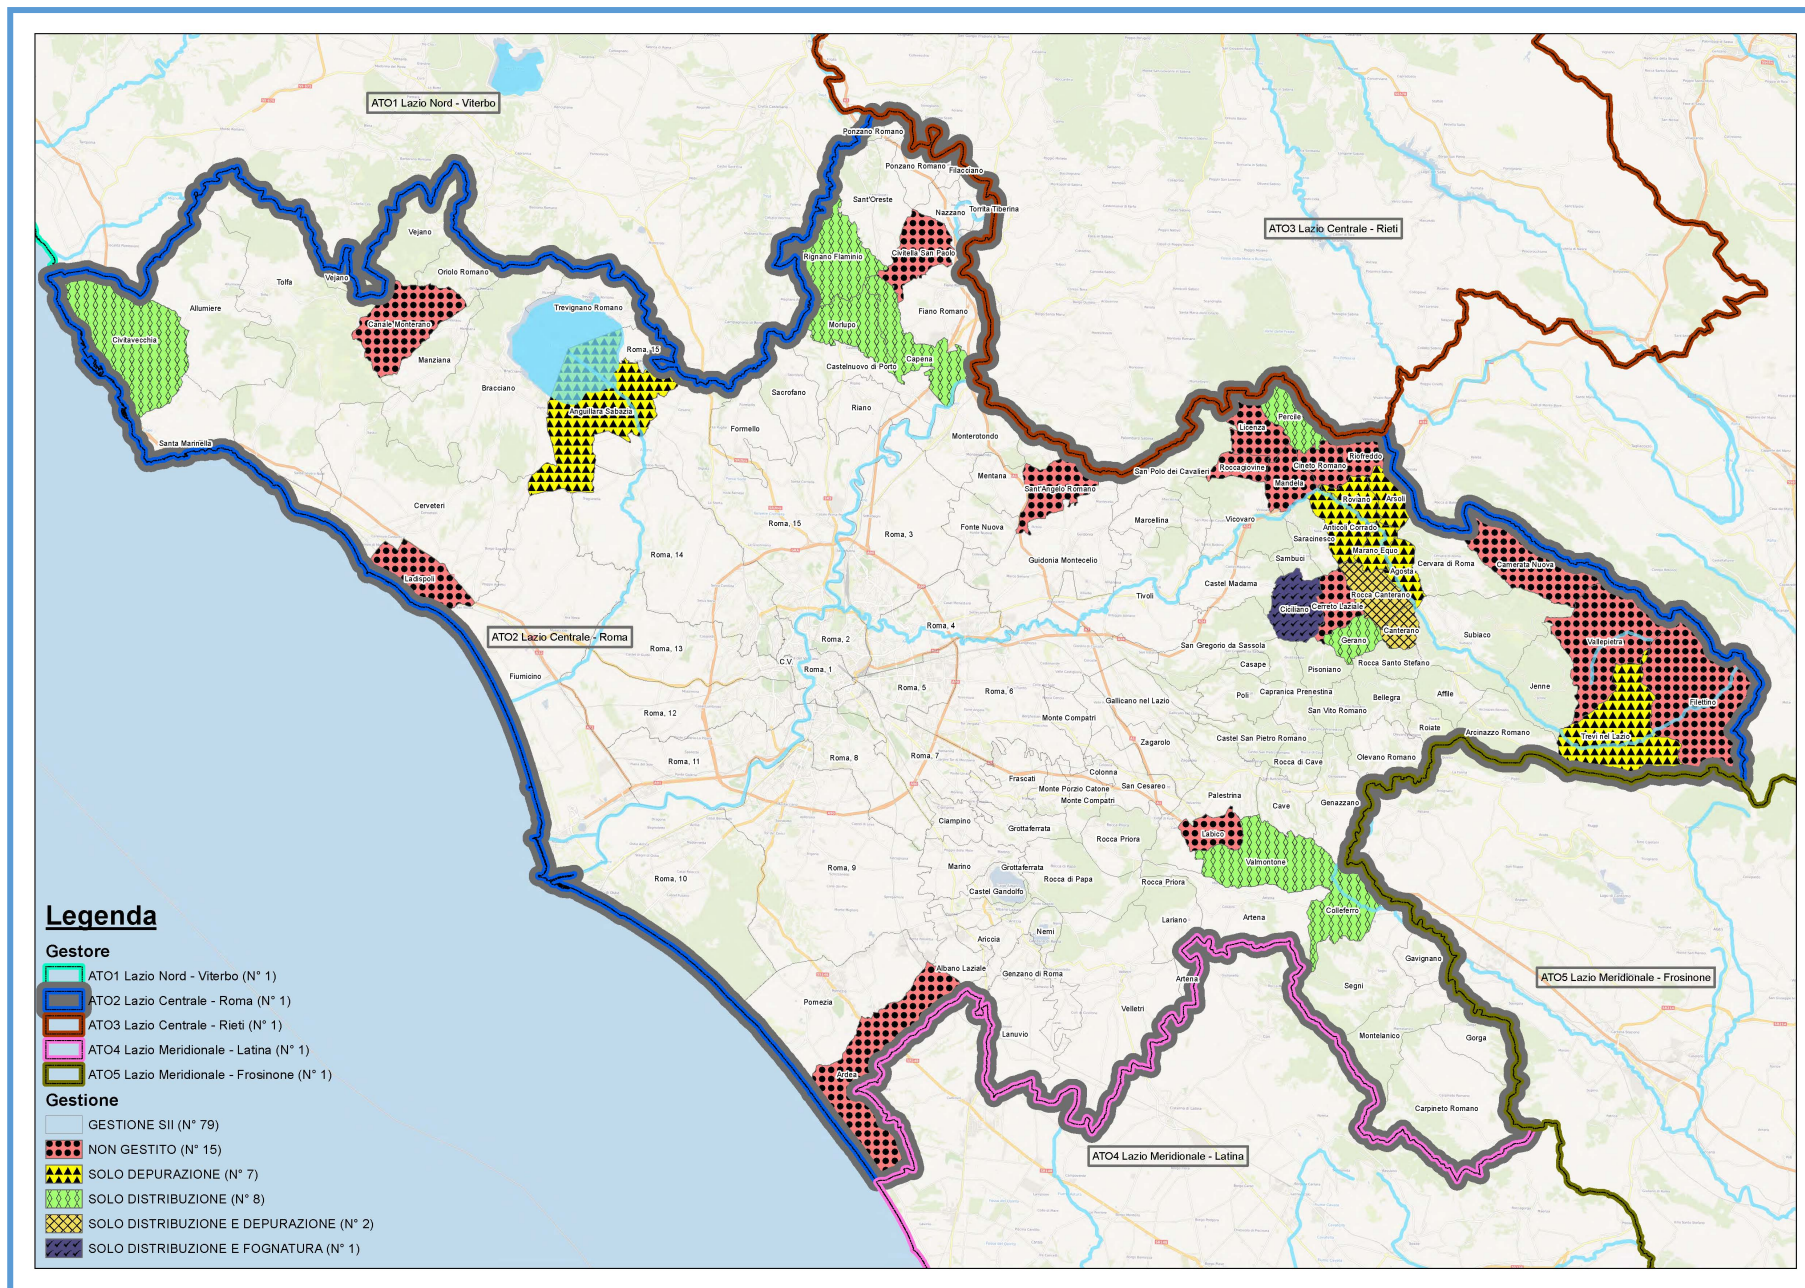 ATO1 Lazio Nord - Viterbo
Ponzano Romano
Ponzano Romano
Filacciano
Sant'Oreste
Nazzano
Torrita Tiberina
ATO3 Lazio Centrale - Rieti
Vejano
Rignano Flaminio
Civitella San Paolo
Oriolo Romano
Vejano
Tolfa
Allumiere
Trevignano Romano
Fiano Romano
Canale Monterano
Morlupo
Civitavecchia
Roma, 15
Manziana
Capena
Castelnuovo di Porto
Bracciano
Sacrofano
Riano
Anguillara Sabazia
Percile
Licenza
Formello
Monterotondo
Santa Marinella
Riofreddo
Cineto Romano
Roccagiovine
San Polo dei Cavalieri
Mentana
Mandela
Sant'Angelo Romano
Roviano
Arsoli
Cerveteri
Roma, 15
Fonte Nuova
Marcellina
Vicovaro
Anticoli Corrado
Roma, 3
Saracinesco
Roma, 14
Guidonia Montecelio
Sambuci
Marano Equo
Cervara di Roma
Camerata Nuova
Agosta
Ladispoli
Castel Madama
Tivoli
Rocca Canterano
Ciciliano
Cerreto Laziale
Roma, 4
Canterano
ATO2 Lazio Centrale - Roma
Roma, 2
Gerano
Subiaco
Vallepietra
San Gregorio da Sassola
Roma, 13
C.V.
Roma, 1
Casape
Pisoniano
Rocca Santo Stefano
Fiumicino
Roma, 5
Roma, 6
Poli
Capranica Prenestina
Bellegra
Affile
Jenne
Gallicano nel Lazio
Filettino
San Vito Romano
Roma, 12
Monte Compatri
Roiate
Arcinazzo Romano
Castel San Pietro Romano
Trevi nel Lazio
Zagarolo
Roma, 11
Roma, 8
Roma, 7
Rocca di Cave
Olevano Romano
Colonna
Frascati
Monte Porzio Catone
San Cesareo
Monte Compatri
Palestrina
Cave
Genazzano
Ciampino
Grottaferrata
Rocca Priora
Labico
Roma, 9
Marino
Grottaferrata
Valmontone
Roma, 10
Rocca di Papa
Rocca Priora
Castel Gandolfo
Lariano
Artena
Colleferro
Nemi
Ariccia
Gavignano
Albano Laziale
Genzano di Roma
Artena
ATO5 Lazio Meridionale - Frosinone
Segni
Pomezia
Velletri
Lanuvio
Montelanico
Gorga
Ardea
Carpineto Romano
ATO4 Lazio Meridionale - Latina
Legenda
Gestore
ATO1 Lazio Nord - Viterbo (N° 1)
ATO2 Lazio Centrale - Roma (N° 1)
ATO3 Lazio Centrale - Rieti (N° 1)
ATO4 Lazio Meridionale - Latina (N° 1)
ATO5 Lazio Meridionale - Frosinone (N° 1)
Gestione
GESTIONE SII (N° 79)
NON GESTITO (N° 15)
SOLO DEPURAZIONE (N° 7)
SOLO DISTRIBUZIONE (N° 8)
SOLO DISTRIBUZIONE E DEPURAZIONE (N° 2)
SOLO DISTRIBUZIONE E FOGNATURA (N° 1)